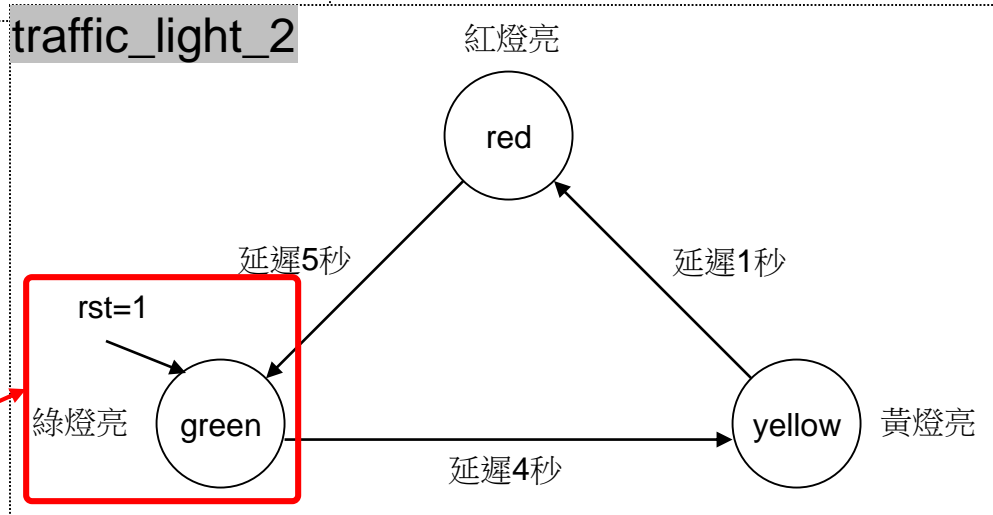 traffic_light_2
紅燈亮
red
延遲5秒
延遲1秒
rst=1
綠燈亮
green
yellow
黃燈亮
延遲4秒